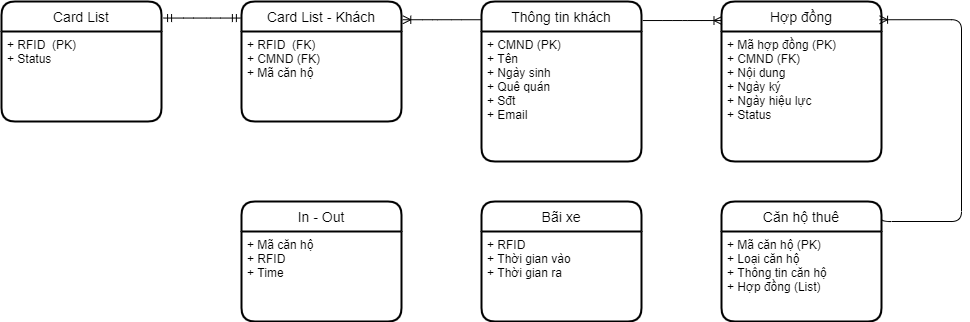 Card List
+ RFID  (PK)
+ Status
Card List - Khách
+ RFID  (FK)
+ CMND (FK)
+ Mã căn hộ
Thông tin khách
+ CMND (PK)
+ Tên
+ Ngày sinh
+ Quê quán
+ Sđt
+ Email
Hợp đồng
+ Mã hợp đồng (PK)
+ CMND (FK)
+ Nội dung
+ Ngày ký
+ Ngày hiệu lực
+ Status
In - Out
+ Mã căn hộ
+ RFID
+ Time
Bãi xe
+ RFID
+ Thời gian vào
+ Thời gian ra
Căn hộ thuê
+ Mã căn hộ (PK)
+ Loại căn hộ
+ Thông tin căn hộ
+ Hợp đồng (List)